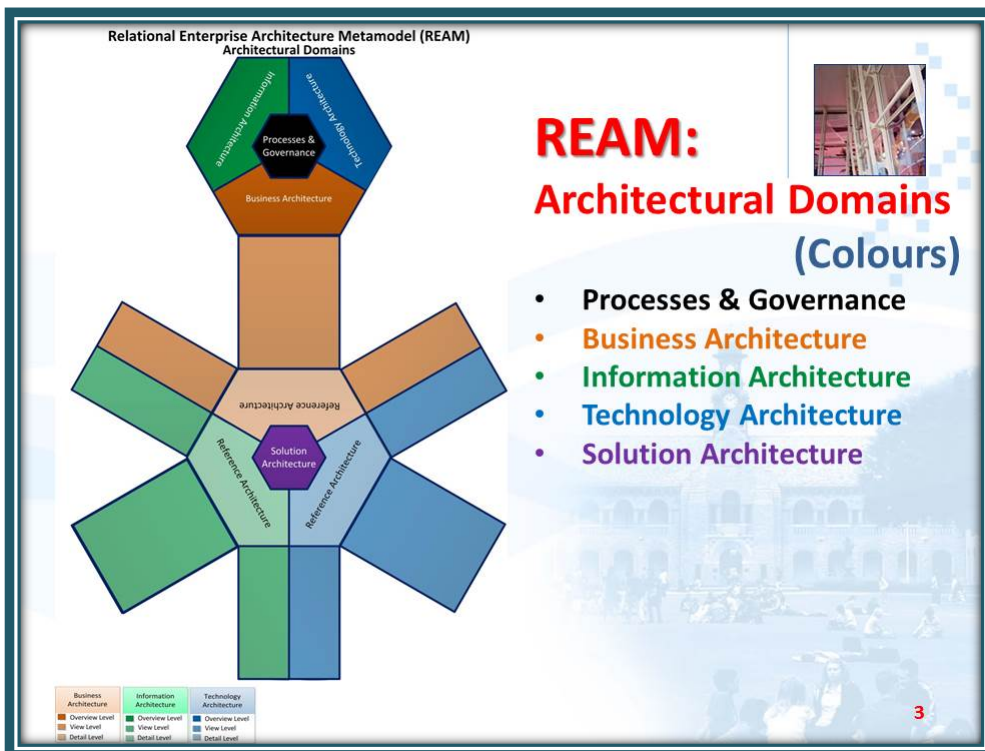 Relational Enterprise Architecture Metamodel (REAM)
Architectural Domains
Information Architecture
Technology Architecture
Processes &
Governance
Business Architecture
Reference Architecture
Reference Architecture
Reference Architecture
Solution
Architecture
Business
Architecture
Overview Level
View Level
Detail Level
Information
Architecture
Overview Level
View Level
Detail Level
Technology
Architecture
Overview Level
View Level
Detail Level
REAM:
Architectural Domains
(Colours)
• Processes & Governance
• Business Architecture
• Information Architecture
• Technology Architecture
• Solution Architecture
3